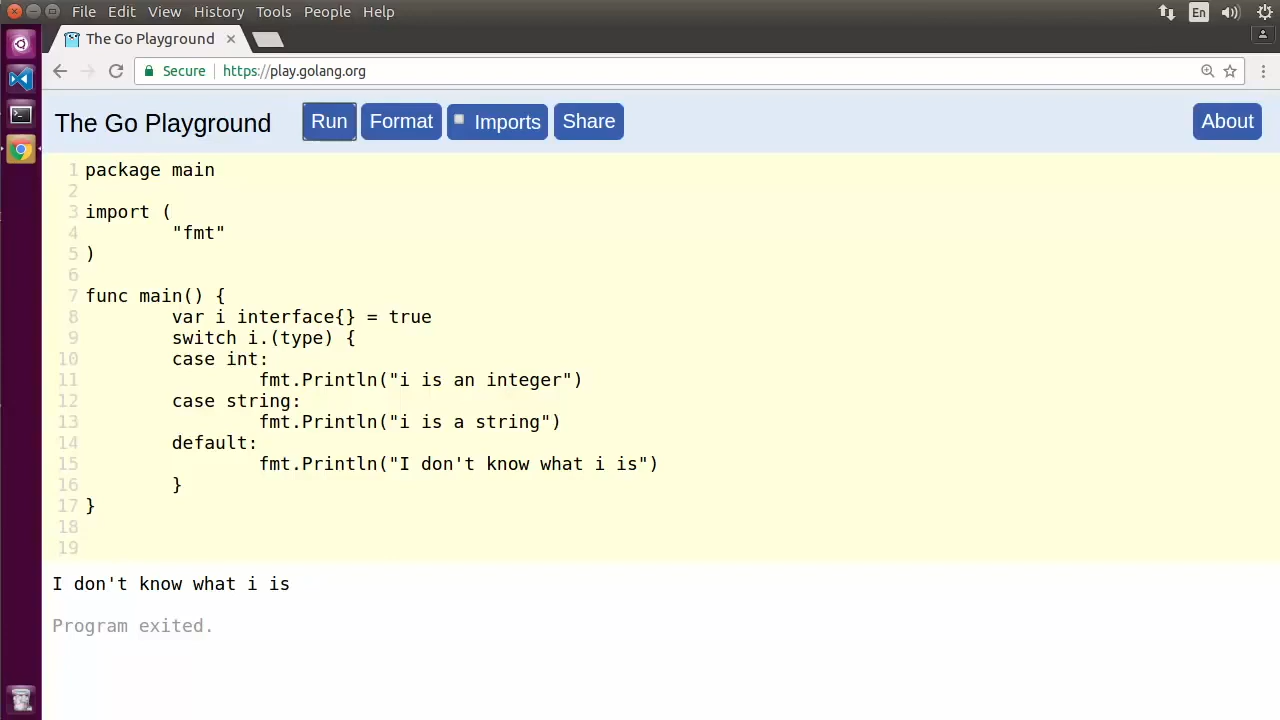 File Edit View History Tools People Help
En
The Go Playground
Secure https://play.golang.org
The Go Playground Run Format Imports Share About
1 package main
2
3 import (
4 "fmt"
5 )
6
7 func main() {
8 var i interface{} = true
9 switch i.(type) {
10 case int:
11 fmt.Println("i is an integer")
12 case string:
13 fmt.Println("i is a string")
14 default:
15 fmt.Println("I don't know what i is")
16 }
17 }
18
19
I don't know what i is
Program exited.